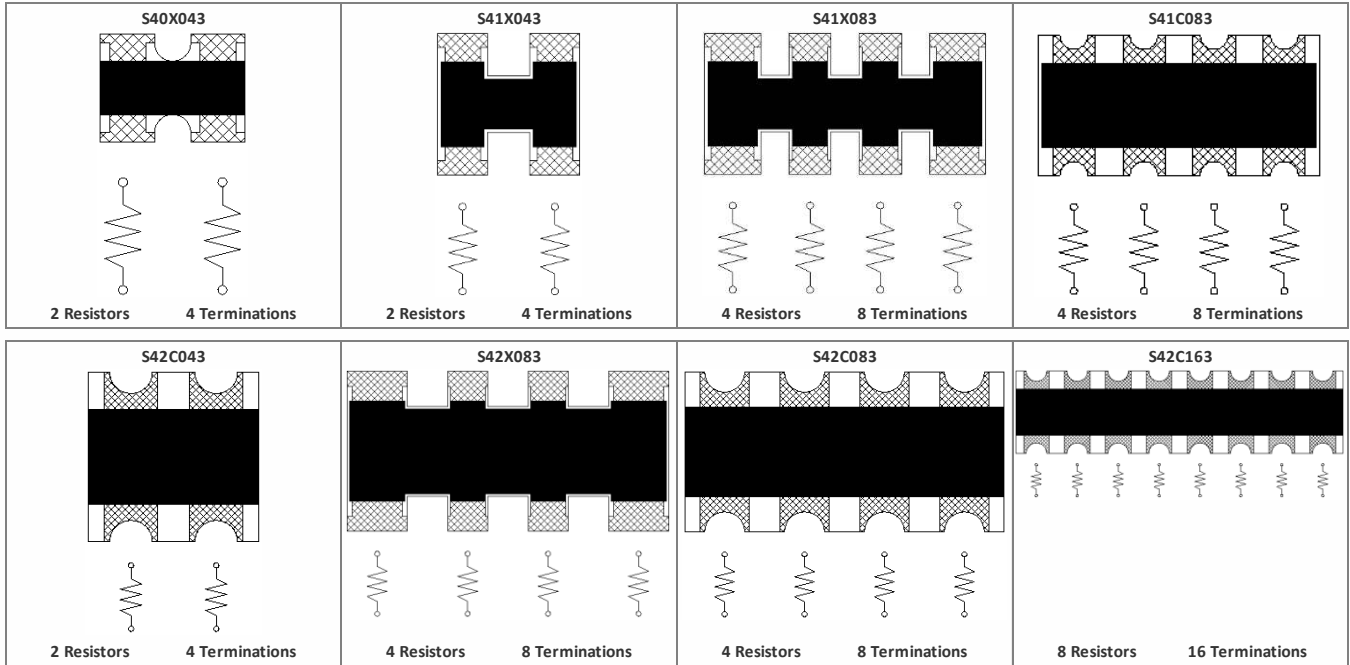 S40X043
S41X043
S41X083
S41C083
2 Resistors 4 Terminations
2 Resistors 4 Terminations
4 Resistors 8 Terminations
4 Resistors 8 Terminations
S42C043
S42X083
S42C083
S42C163
2 Resistors 4 Terminations
4 Resistors 8 Terminations
4 Resistors 8 Terminations
8 Resistors 16 Terminations